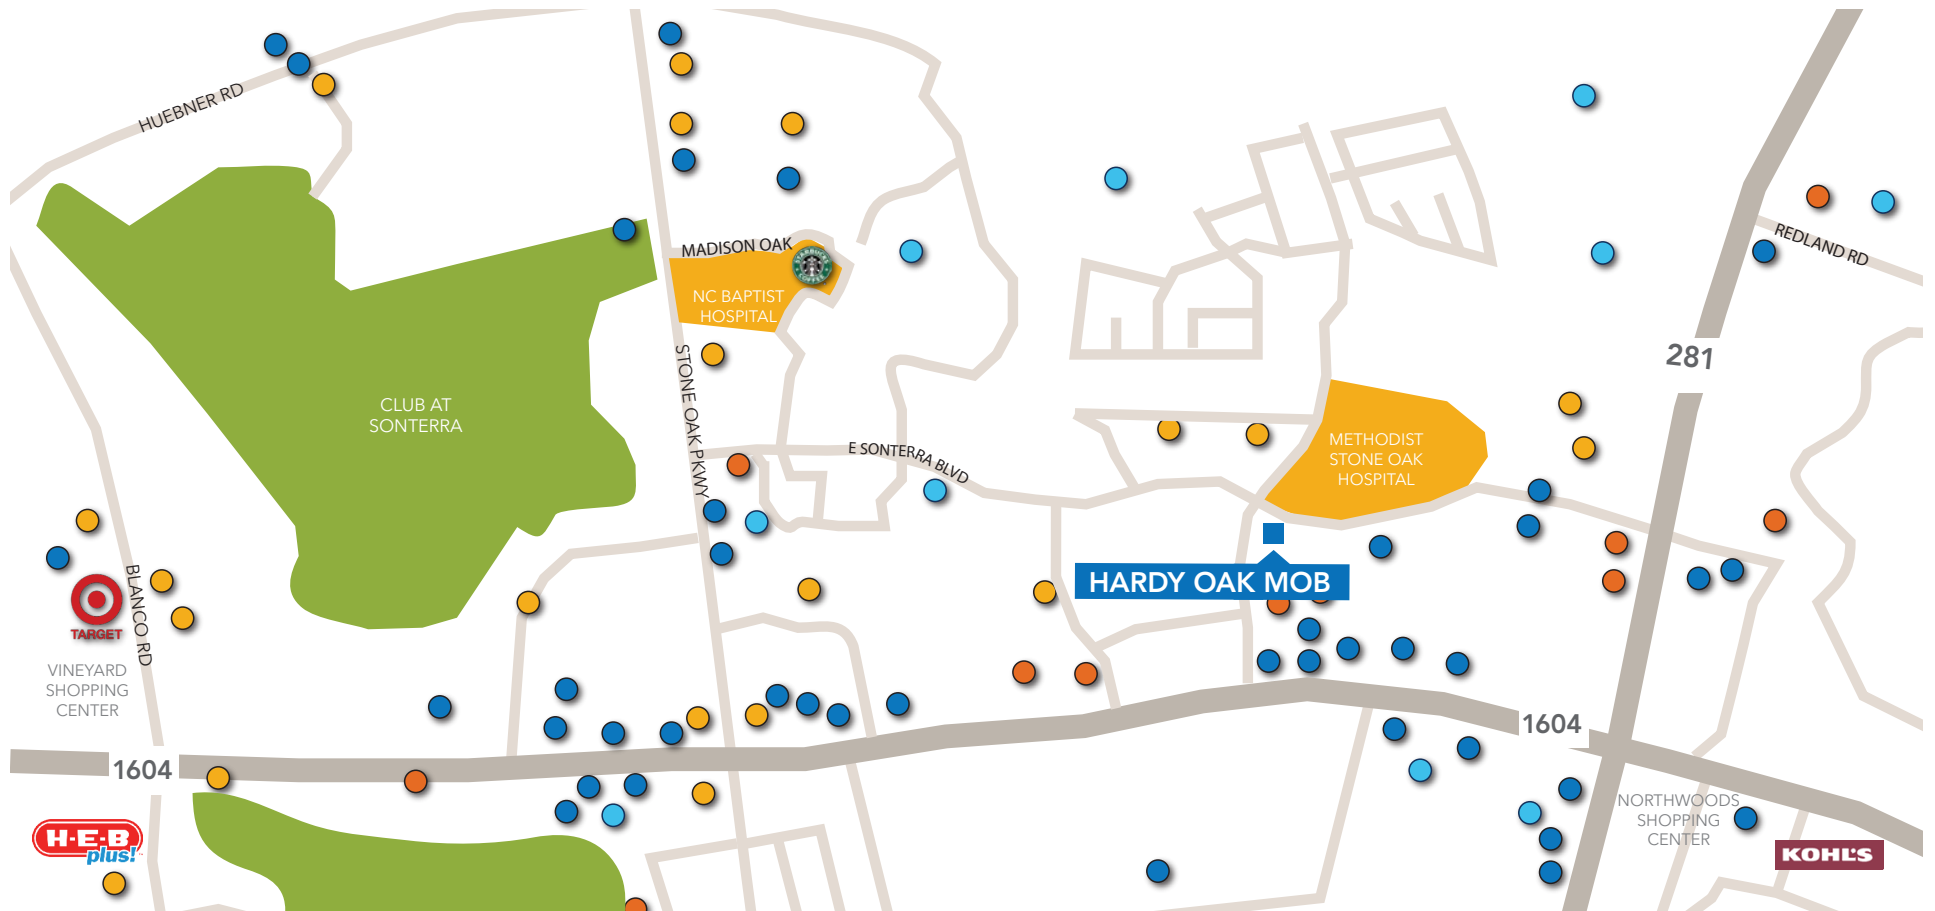 HUEBNER RD
MADISON OAK
STARBUCKS
COFFEE
NC BAPTIST
HOSPITAL
REDLAND RD
281
STONE OAK PKWY
CLUB AT
SONTERRA
E SONTERRA BLVD
METHODIST
STONE OAK
HOSPITAL
HARDY OAK MOB
BLANCO RD
TARGET
VINEYARD
SHOPPING
CENTER
1604
1604
NORTHWOODS
SHOPPING
CENTER
H-E-B
plus!
KOHL'S